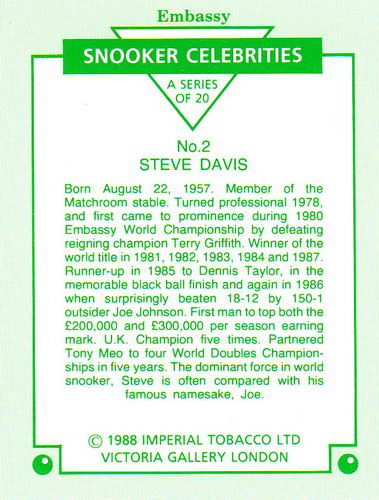 Embassy
SNOOKER CELEBRITIES
A SERIES
OF 20
No.2
STEVE DAVIS
Born August 22, 1957. Member of the
Matchroom stable. Turned professional 1978,
and first came to prominence during 1980
Embassy World Championship by defeating
reigning champion Terry Griffith. Winner of the
world title in 1981, 1982, 1983, 1984 and 1987.
Runner-up in 1985 to Dennis Taylor, in the
memorable black ball finish and again in 1986
when surprisingly beaten 18-12 by 150-1
outsider Joe Johnson. First man to top both the
£200,000 and £300,000 per season earning
mark. U.K. Champion five times. Partnered
Tony Meo to four World Doubles Champion-
ships in five years. The dominant force in world
snooker, Steve is often compared with his
famous namesake, Joe.
© 1988 IMPERIAL TOBACCO LTD
VICTORIA GALLERY LONDON